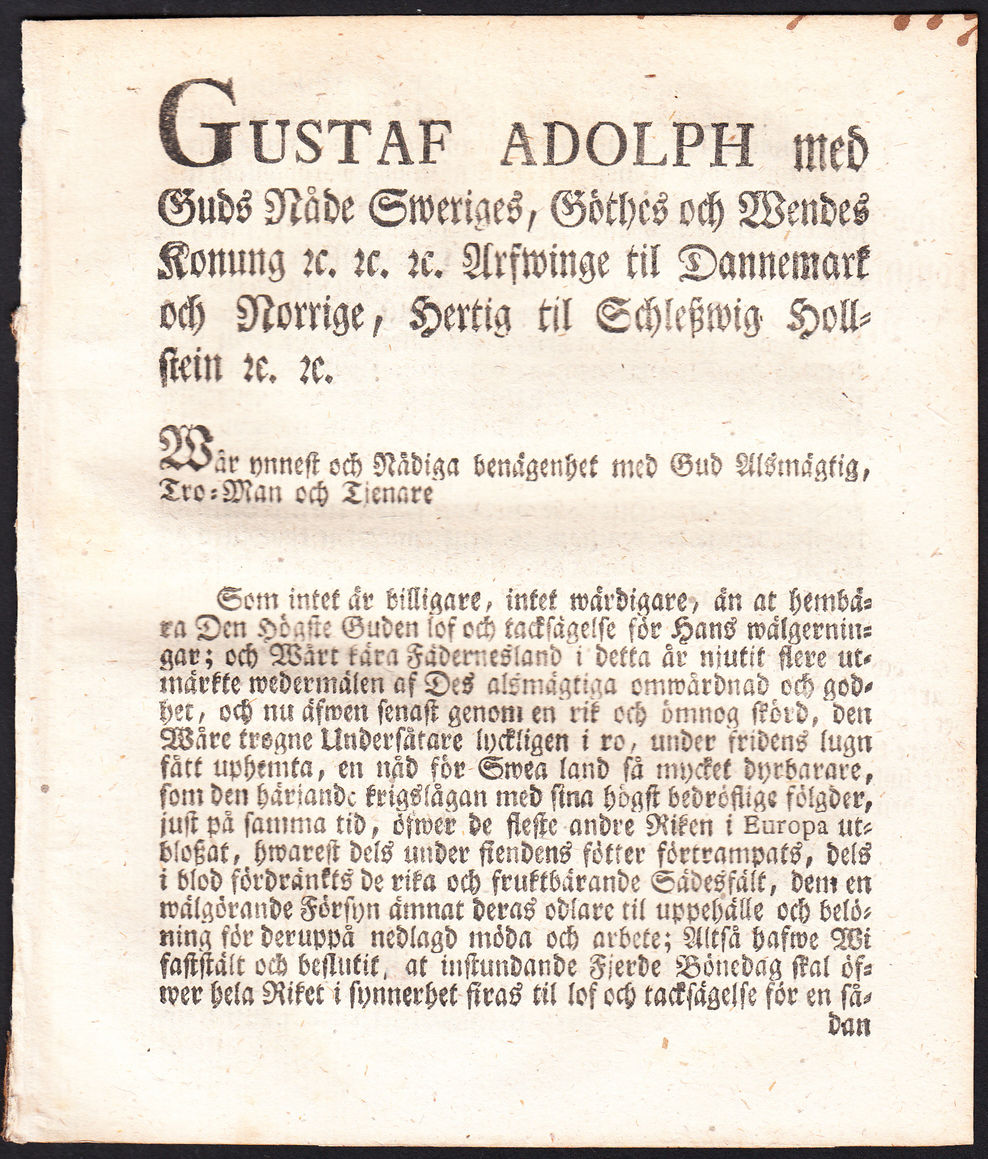 GUSTAF ADOLPH med
Guds Nåde Sweriges, Göthes och Wendes
Konung ꝛc. ꝛc. ꝛc. Arfwinge til Dannemark
och Norrige, Hertig til Schleßwig Holl-
stein ꝛc. ꝛc.
Wår ynnest och Nådiga benägenhet med Gud Alsmägtig,
Tro-Man och Tjenare
Som intet är billigare, intet wärdigare, än at hembä-
ra Den Högste Guden lof och tacksägelse för Hans wälgernin-
gar; och Wårt kära Fädernesland i detta år njutit flere ut-
märkte wedermälen af Des alsmägtiga omwårdnad och god-
het, och nu äfwen senast genom en rik och ömnog skörd, den
Wåre trogne Undersåtare lyckligen i ro, under fridens lugn
fått uphemta, en nåd för Swea land så mycket dyrbarare,
som den härjande krigslågan med sina högst bedröflige fölgder,
just på samma tid, öfwer de fleste andre Riken i Europa ut-
bloßat, hwarest dels under fiendens fötter förtrampats, dels
i blod fördränkts de rika och fruktbärande Sädesfält, dem en
wälgörande Försyn ämnat deras odlare til uppehälle och belö-
ning för deruppå nedlagd möda och arbete; Altså hafwe Wi
fastställt och beslutit, at instundande Fjerde Bönedag skal öf-
wer hela Riket i synnerhet firas til lof och tacksägelse för en så-
dan